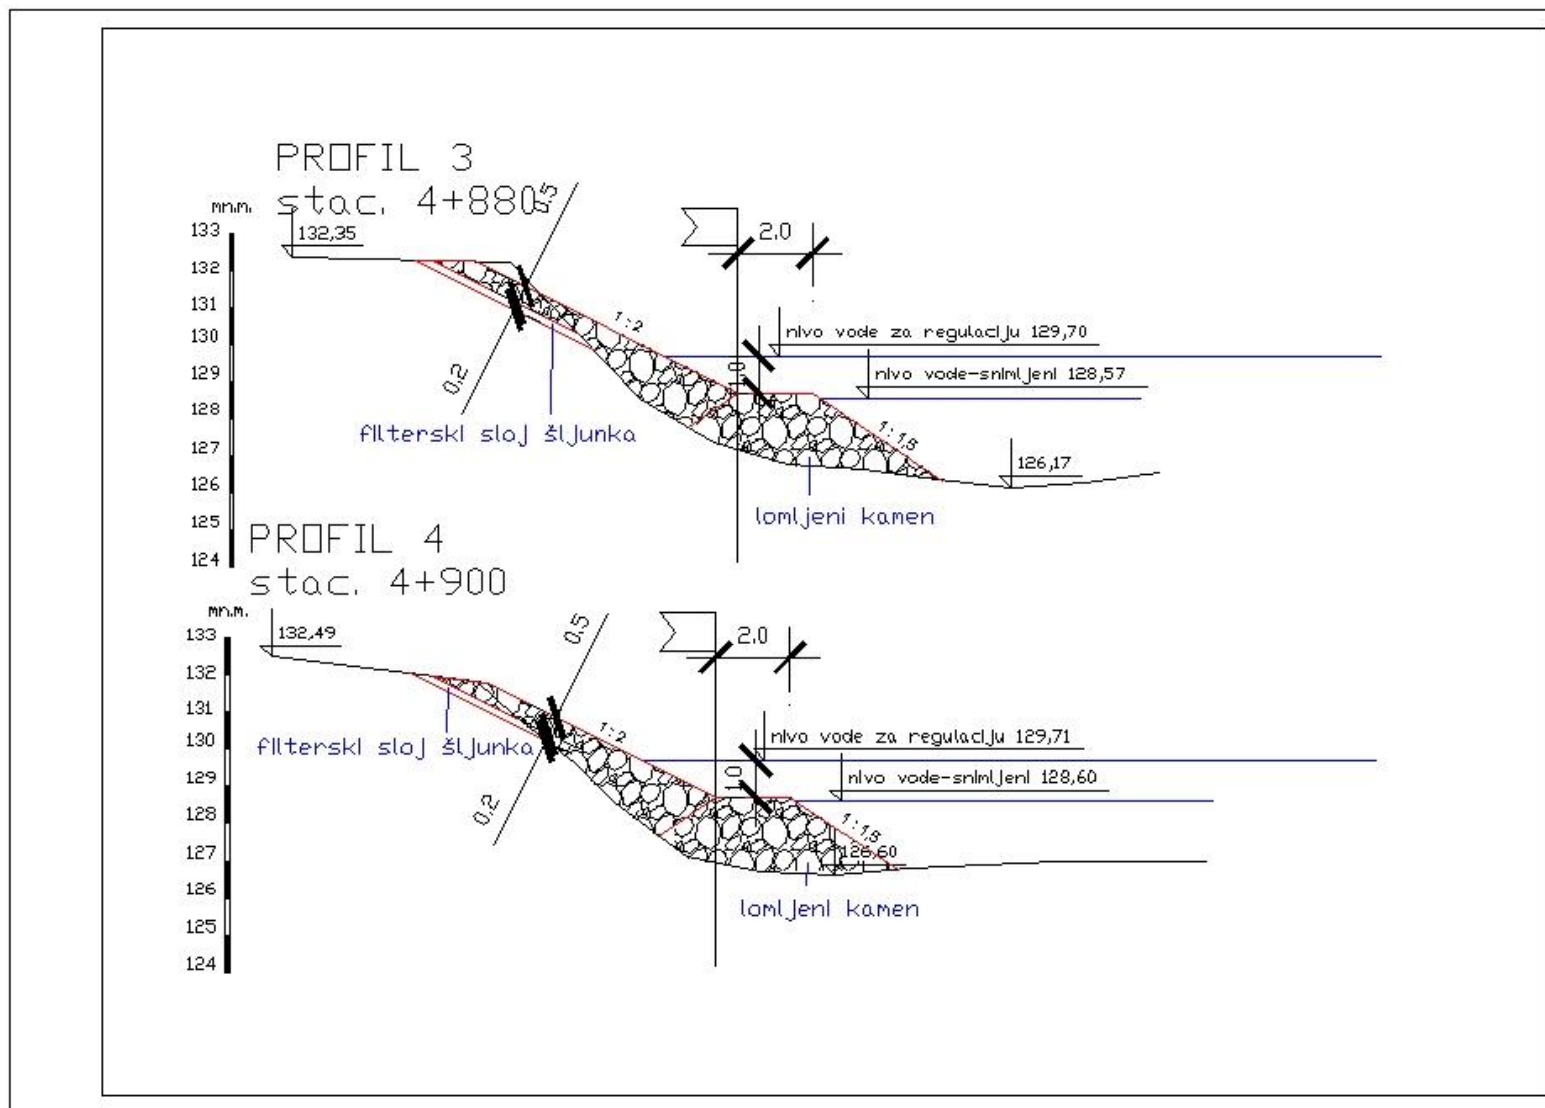 PROFIL 3
stac. 4+880
0.5
mn.m.
132,35
2.0
133
132
131
130
129
128
127
126
125
124
1:2
nivo vode za regulaciju 129,70
nivo vode-snimljeni 128,57
1.0
0.2
filterski sloj šljunka
1:1.5
126,17
lomljeni kamen
PROFIL 4
stac. 4+900
mn.m.
132,49
0.5
2.0
133
132
131
130
129
128
127
126
125
124
1:2
nivo vode za regulaciju 129,71
filterski sloj šljunka
nivo vode-snimljeni 128,60
1.0
0.2
1:1.5
126,60
lomljeni kamen